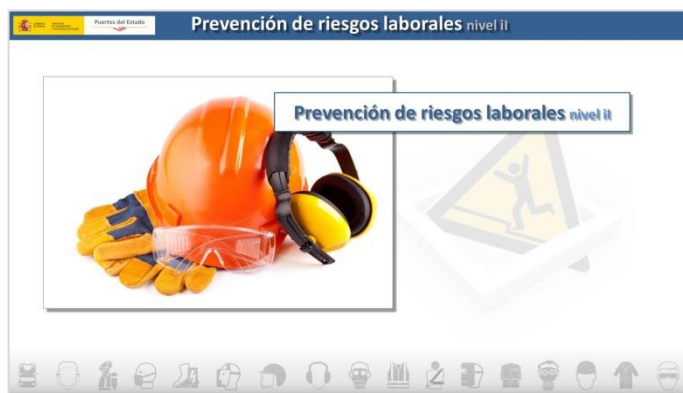 Puertos del Estado
Prevención de riesgos laborales nivel iI
Prevención de riesgos laborales nivel iI